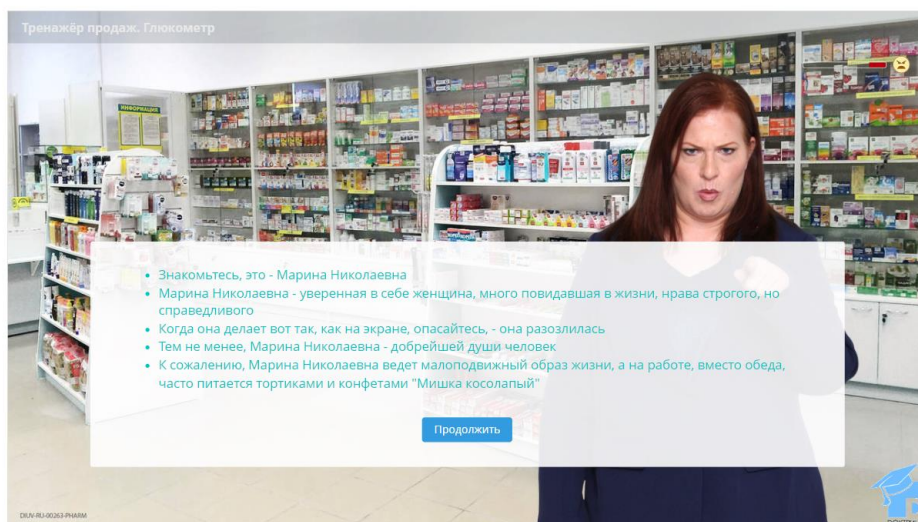 Тренажёр продаж. Глюкометр
ИНФОРМАЦИЯ
Знакомьтесь, это - Марина Николаевна
Марина Николаевна - уверенная в себе женщина, много повидавшая в жизни, нрава строгого, но
справедливого
Когда она делает вот так, как на экране, опасайтесь, - она разозлилась
Тем не менее, Марина Николаевна - добрейшей души человек
К сожалению, Марина Николаевна ведет малоподвижный образ жизни, а на работе, вместо обеда,
часто питается тортиками и конфетами "Мишка косолапый"
Продолжить
DIUV-RU-00263-PHARM